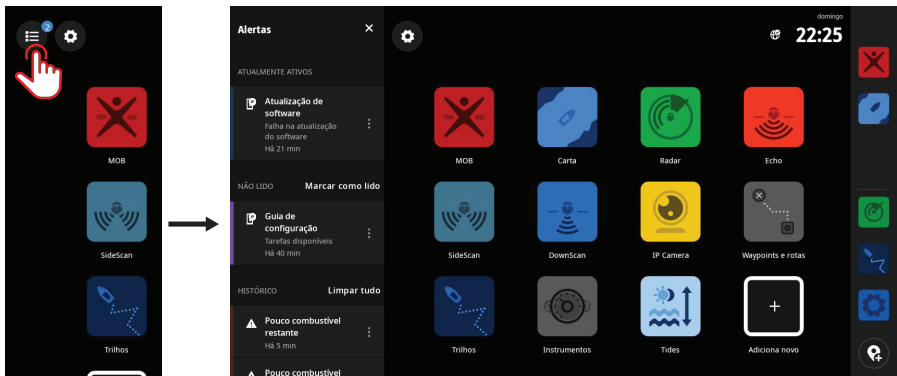 2
MOB
SideScan
Trilhos
Alertas
ATUALMENTE ATIVOS
Atualização de
software
Falha na atualização
do software
Há 21 min
NÃO LIDO Marcar como lido
Guia de
configuração
Tarefas disponíveis
Há 40 min
HISTÓRICO Limpar tudo
Pouco combustível
restante
Há 5 min
Pouco combustível
domingo
22:25
MOB Carta Radar Echo
SideScan DownScan IP Camera Waypoints e rotas
Trilhos Instrumentos Tides Adiciona novo